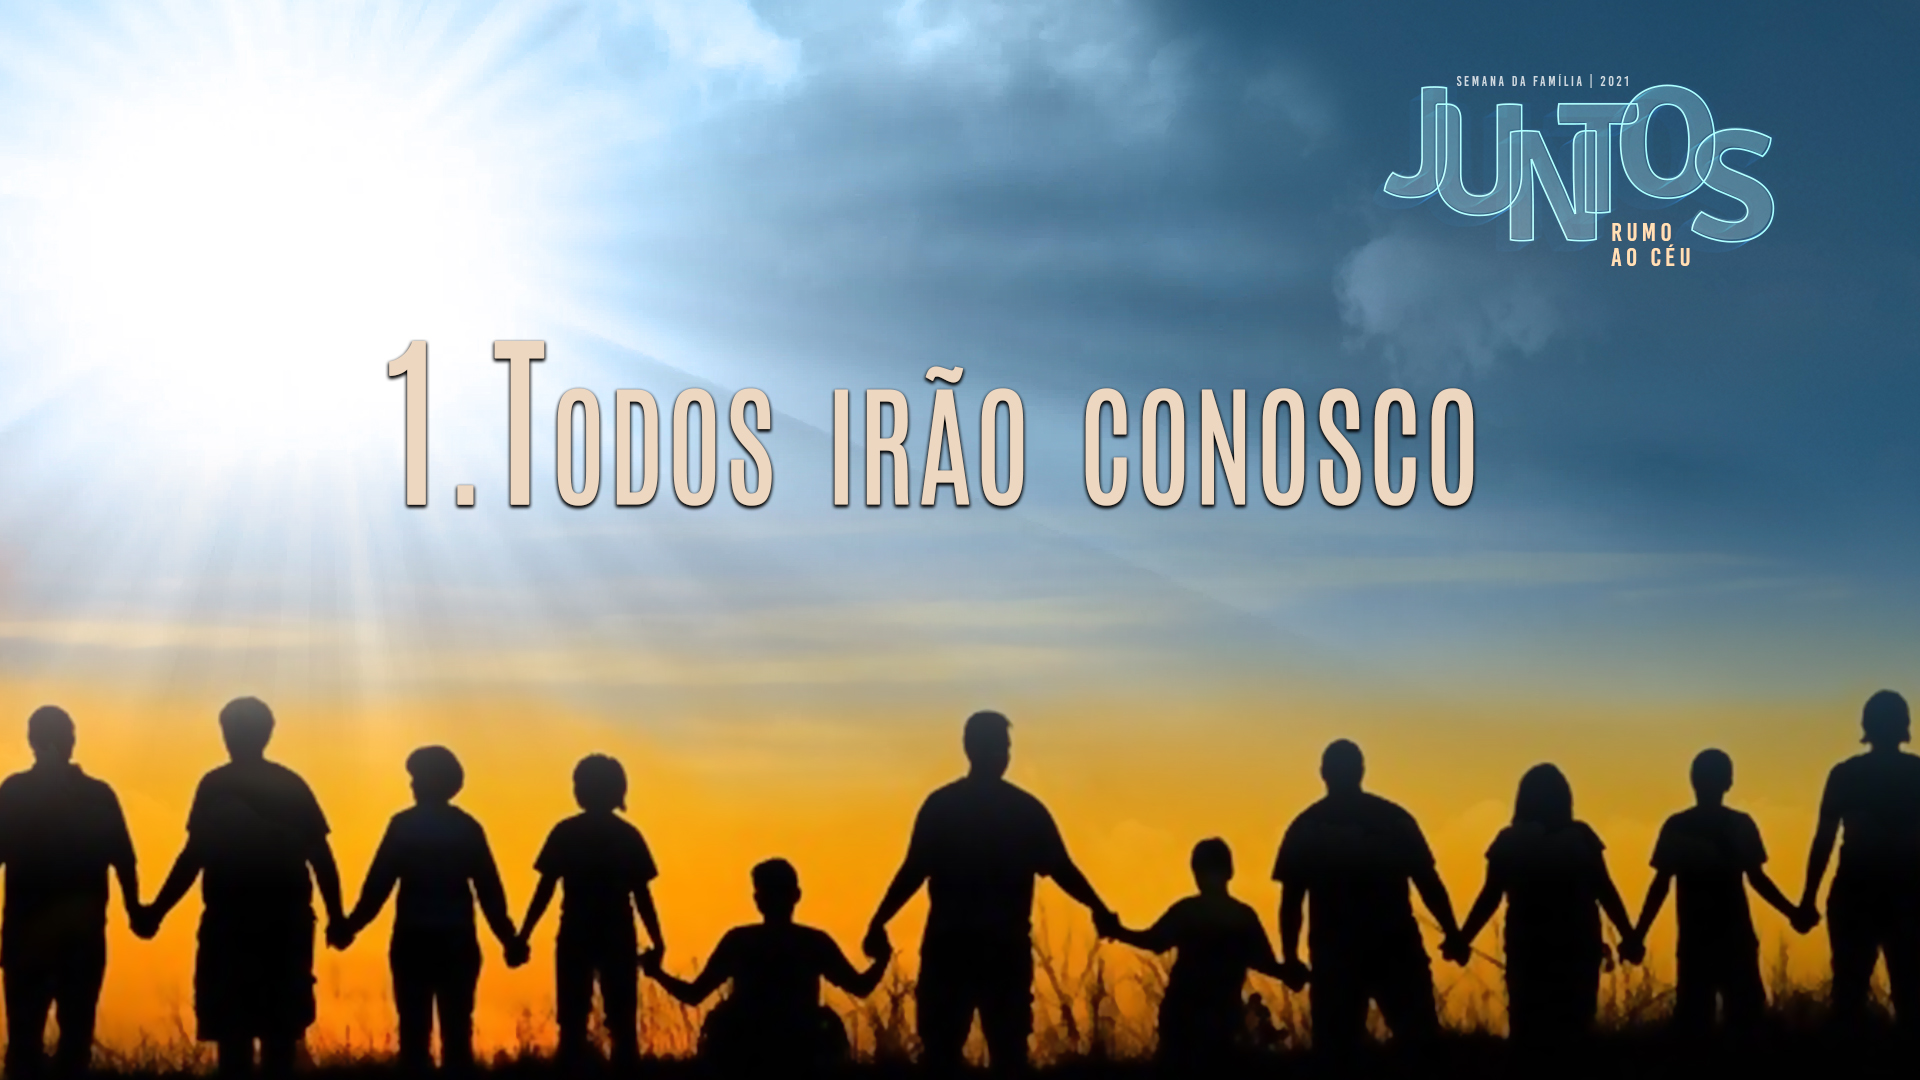 SEMANA DA FAMÍLIA | 2021
JUNTOS
RUMO
AO CÉU
1.TODOS IRÃO CONOSCO